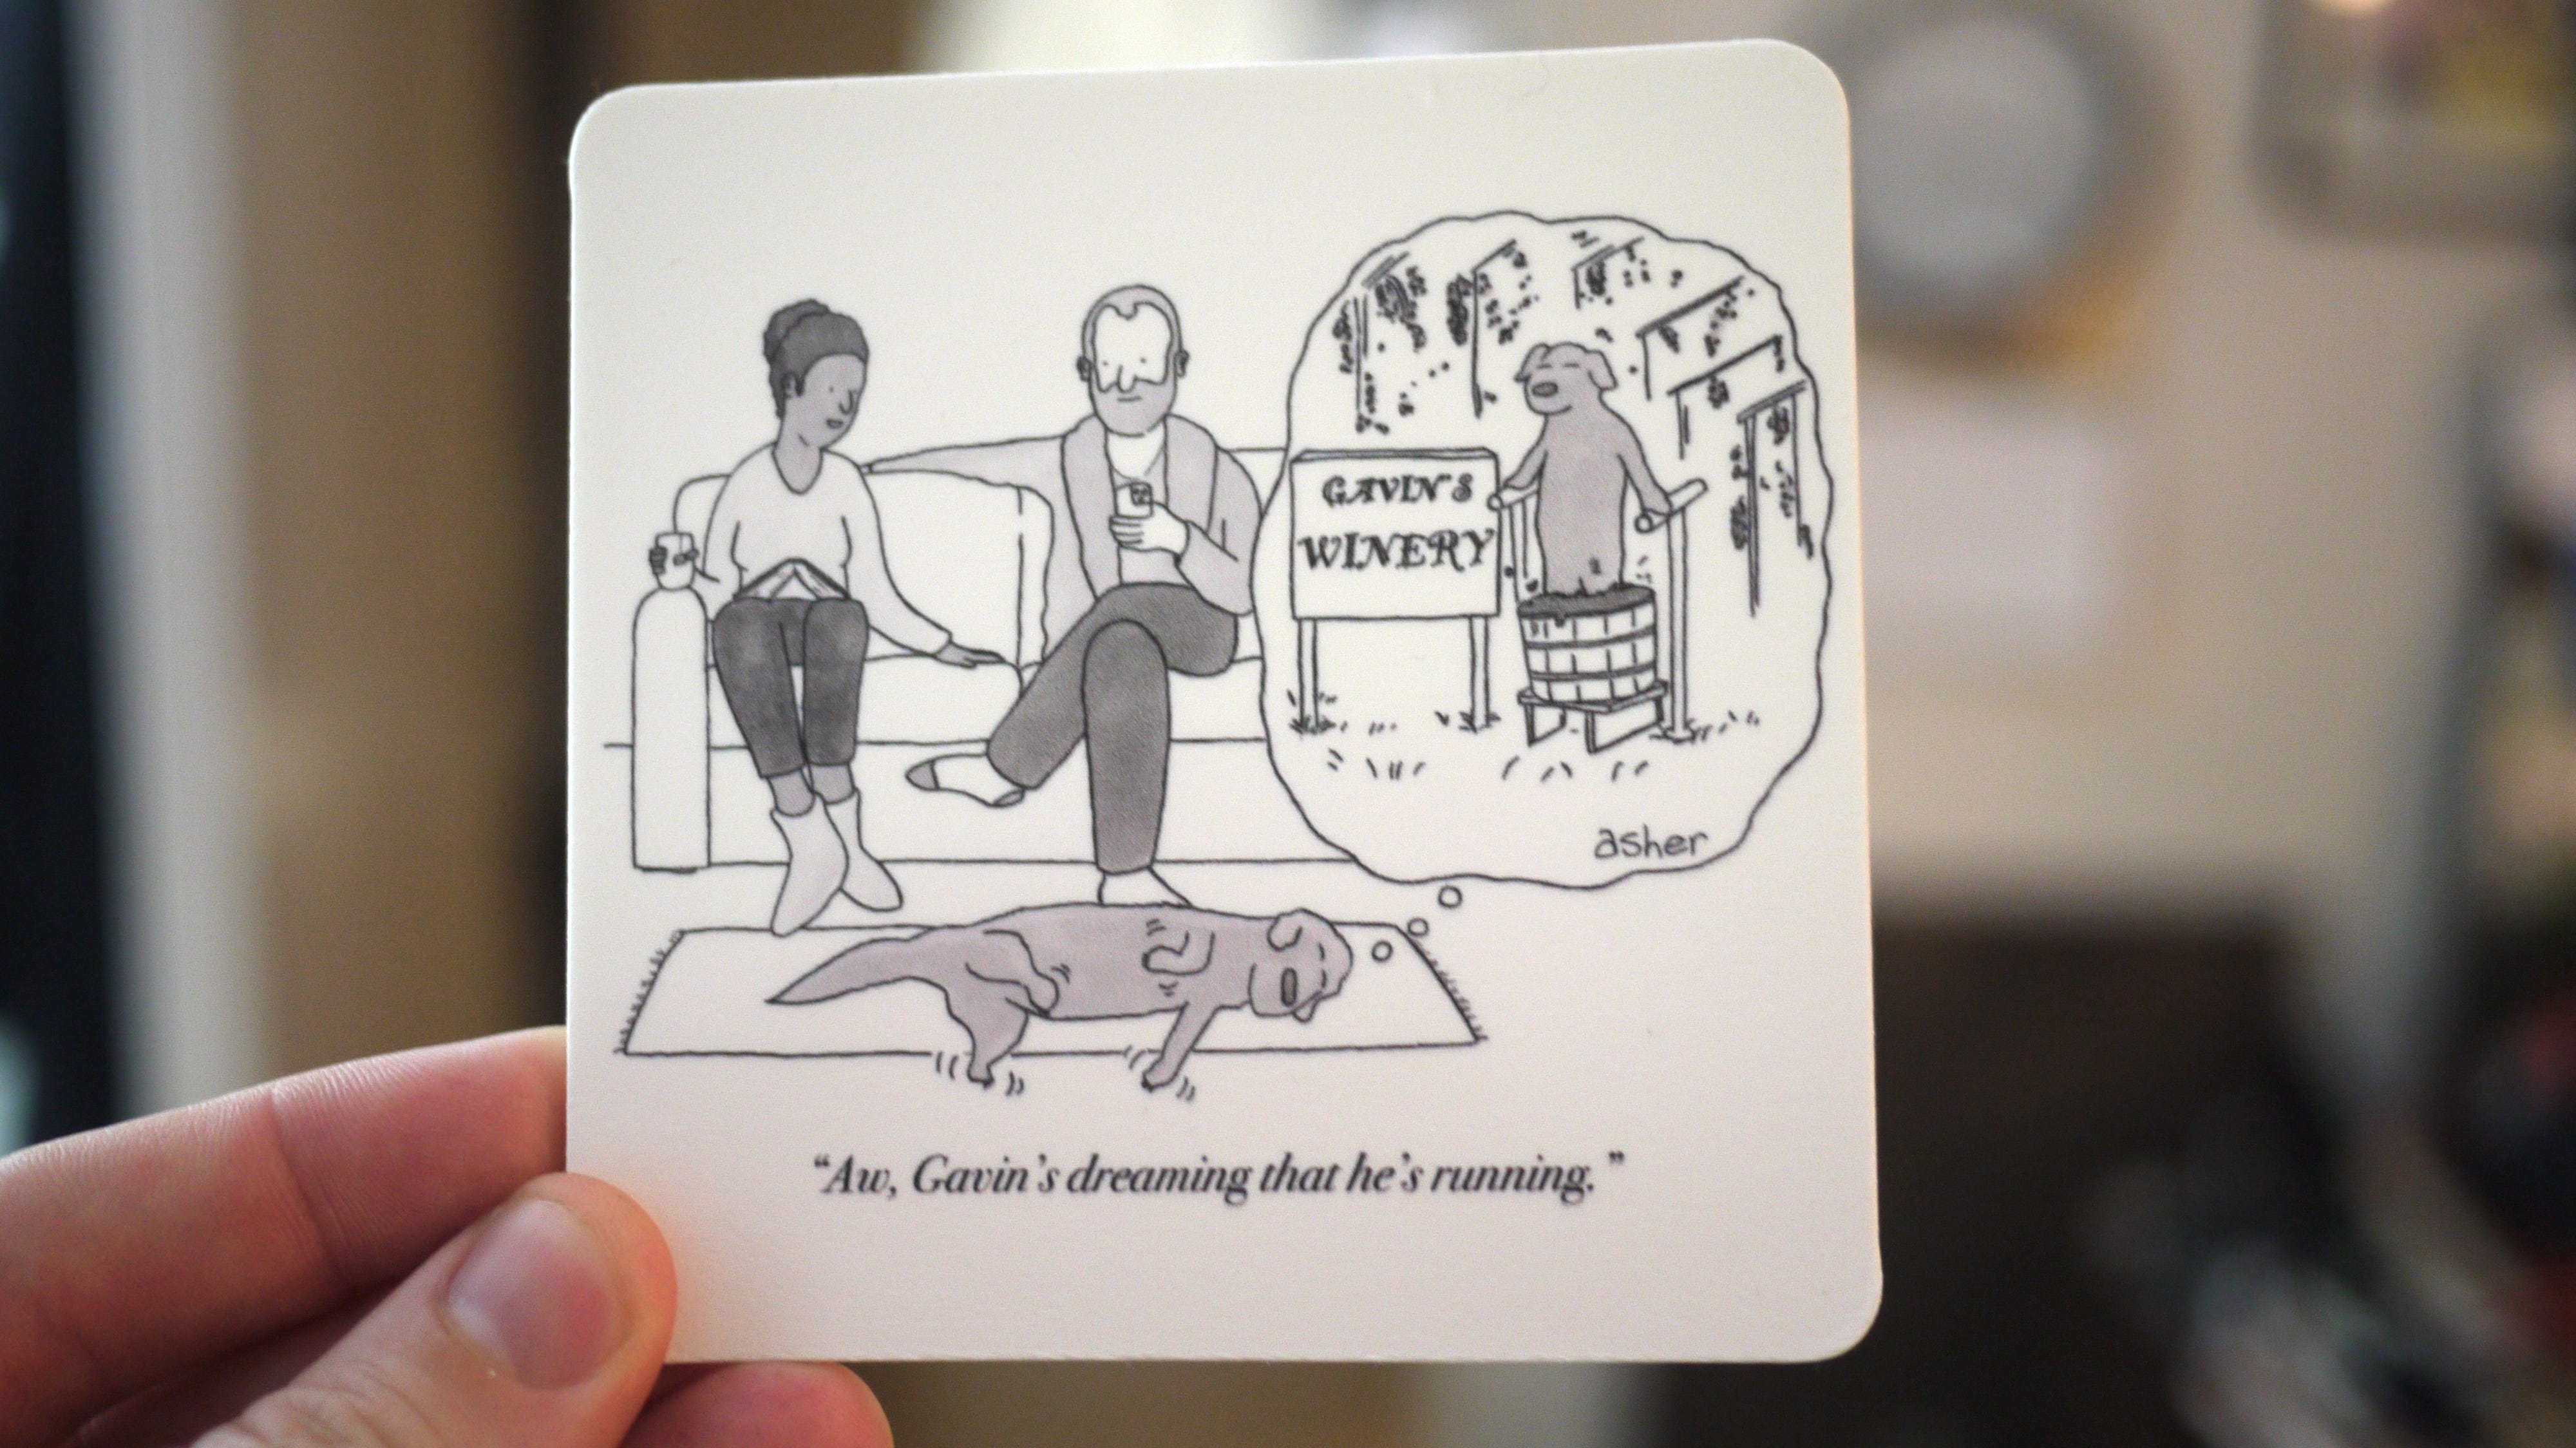 GAVIN'S
WINERY
asher
“Aw, Gavin’s dreaming that he’s running.”